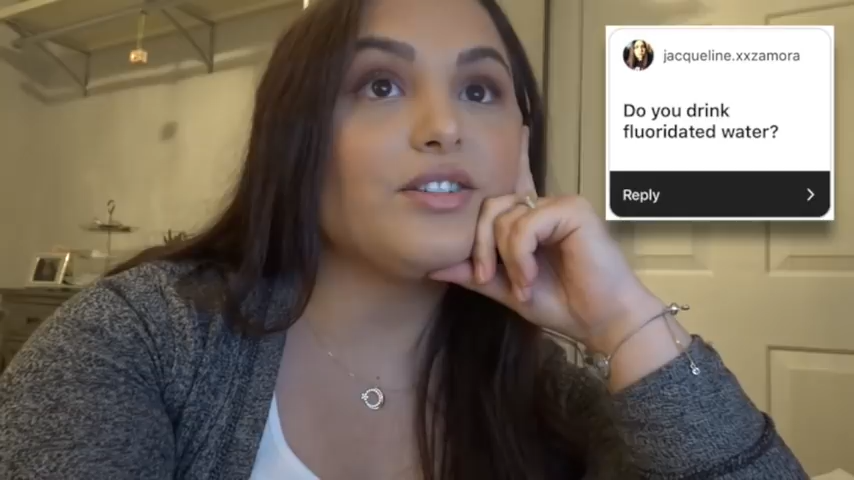 jacqueline.xxzamora
Do you drink
fluoridated water?
Reply